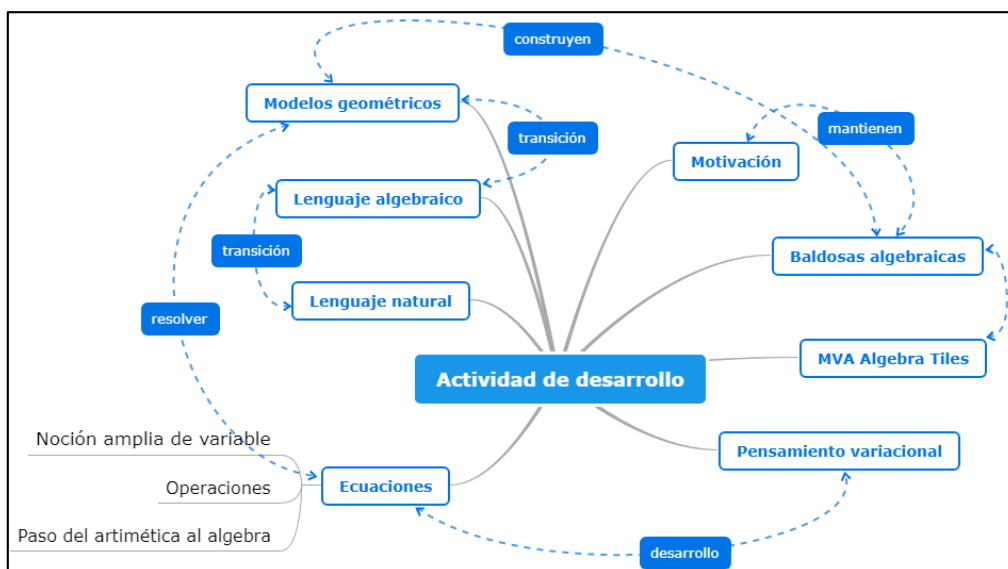 construyen
Modelos geométricos
transición
mantienen
Motivación
Lenguaje algebraico
transición
Baldosas algebraicas
Lenguaje natural
resolver
MVA Algebra Tiles
Actividad de desarrollo
Noción amplia de variable
Pensamiento variacional
Operaciones
Ecuaciones
Paso del artimética al algebra
desarrollo